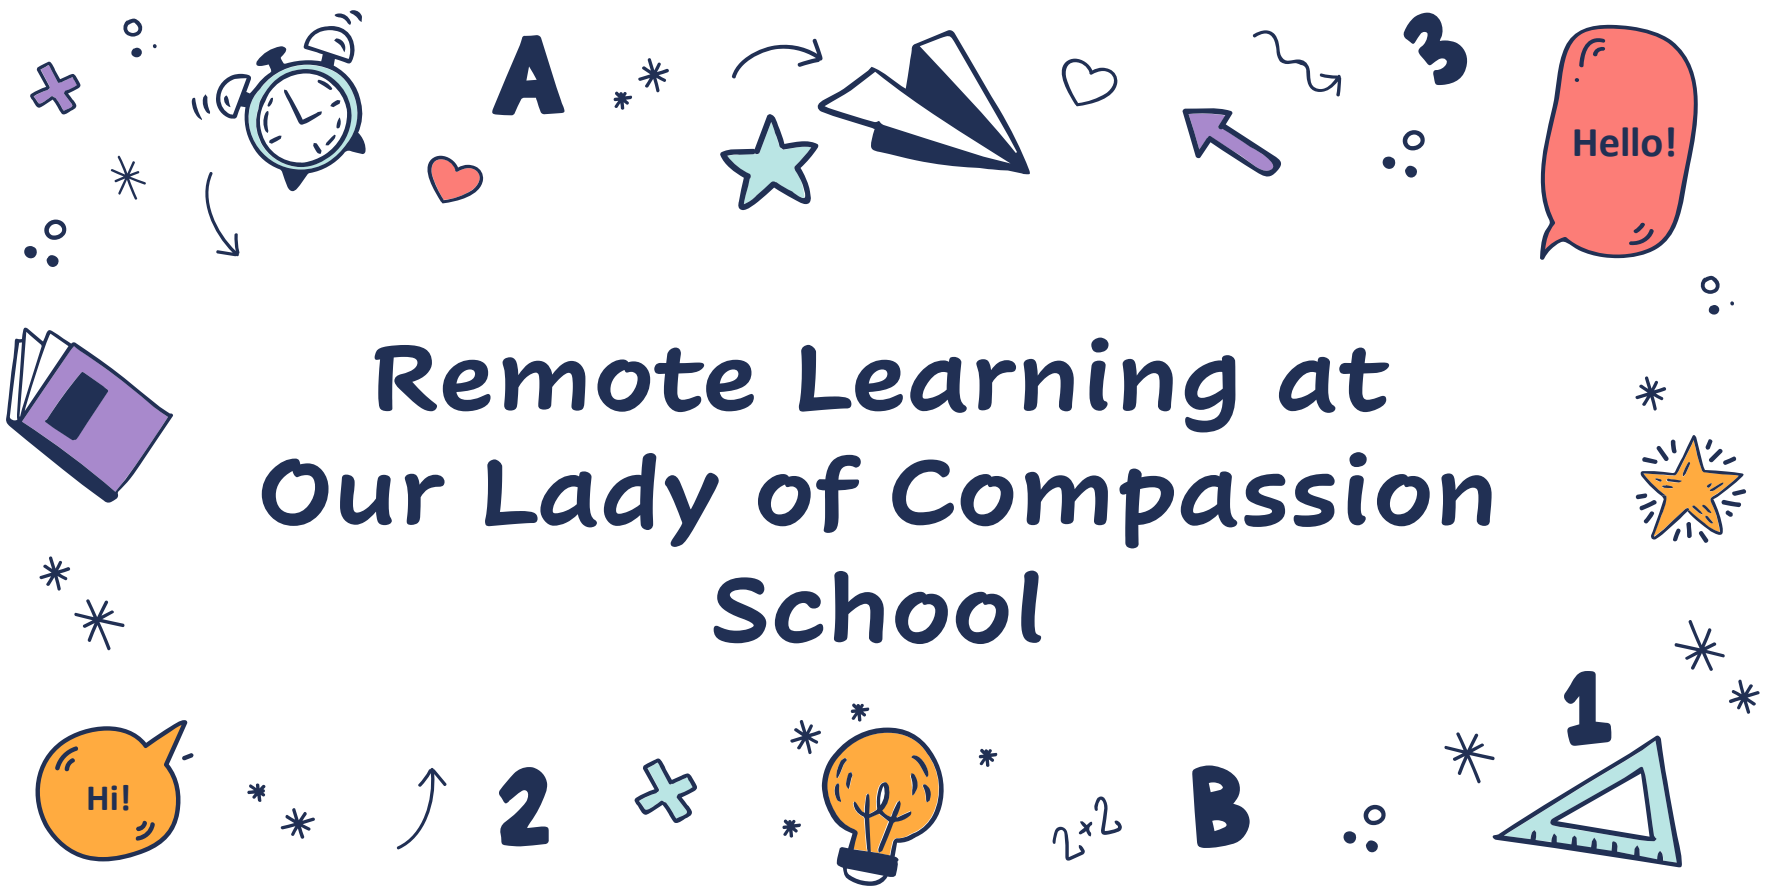 A
3
Hello!
Remote Learning at
Our Lady of Compassion
School
1
Hi!
2
2×2
B